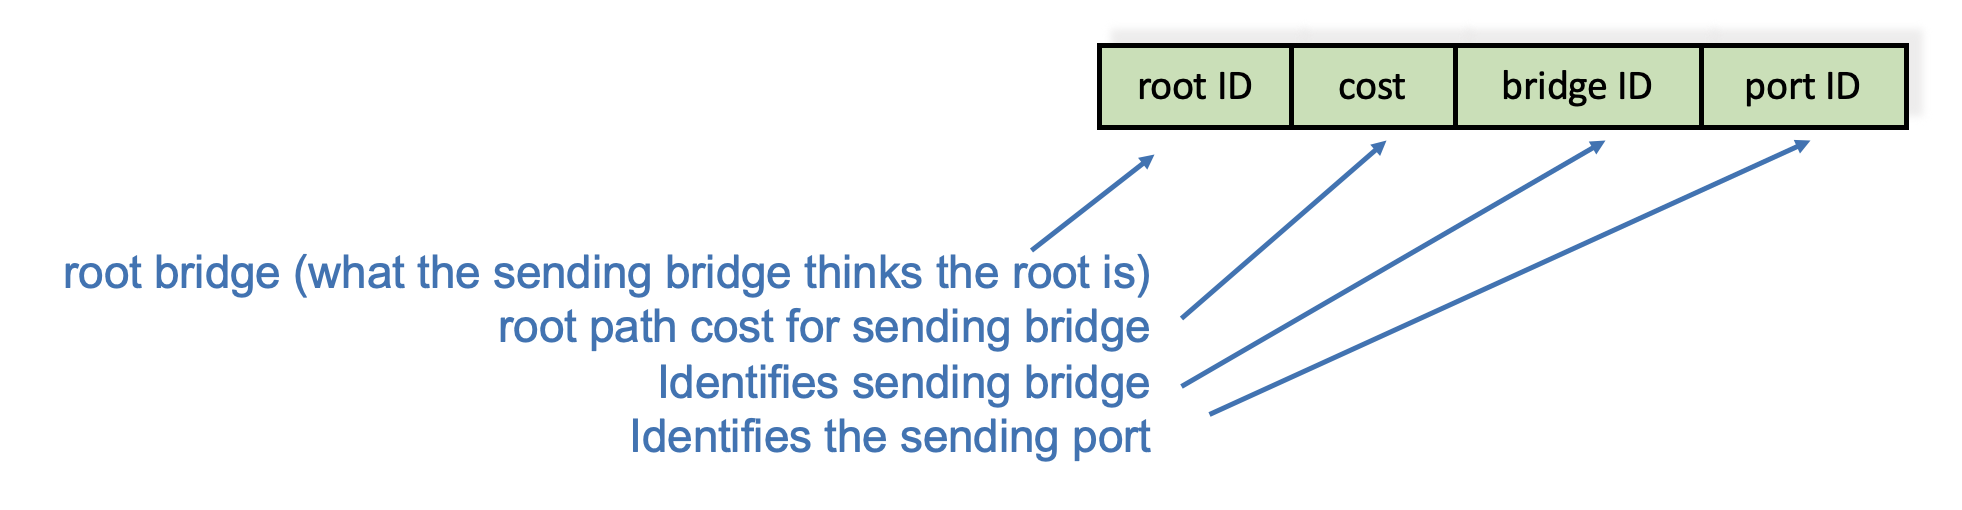 root ID cost bridge ID port ID
root bridge (what the sending bridge thinks the root is)
root path cost for sending bridge
Identifies sending bridge
Identifies the sending port